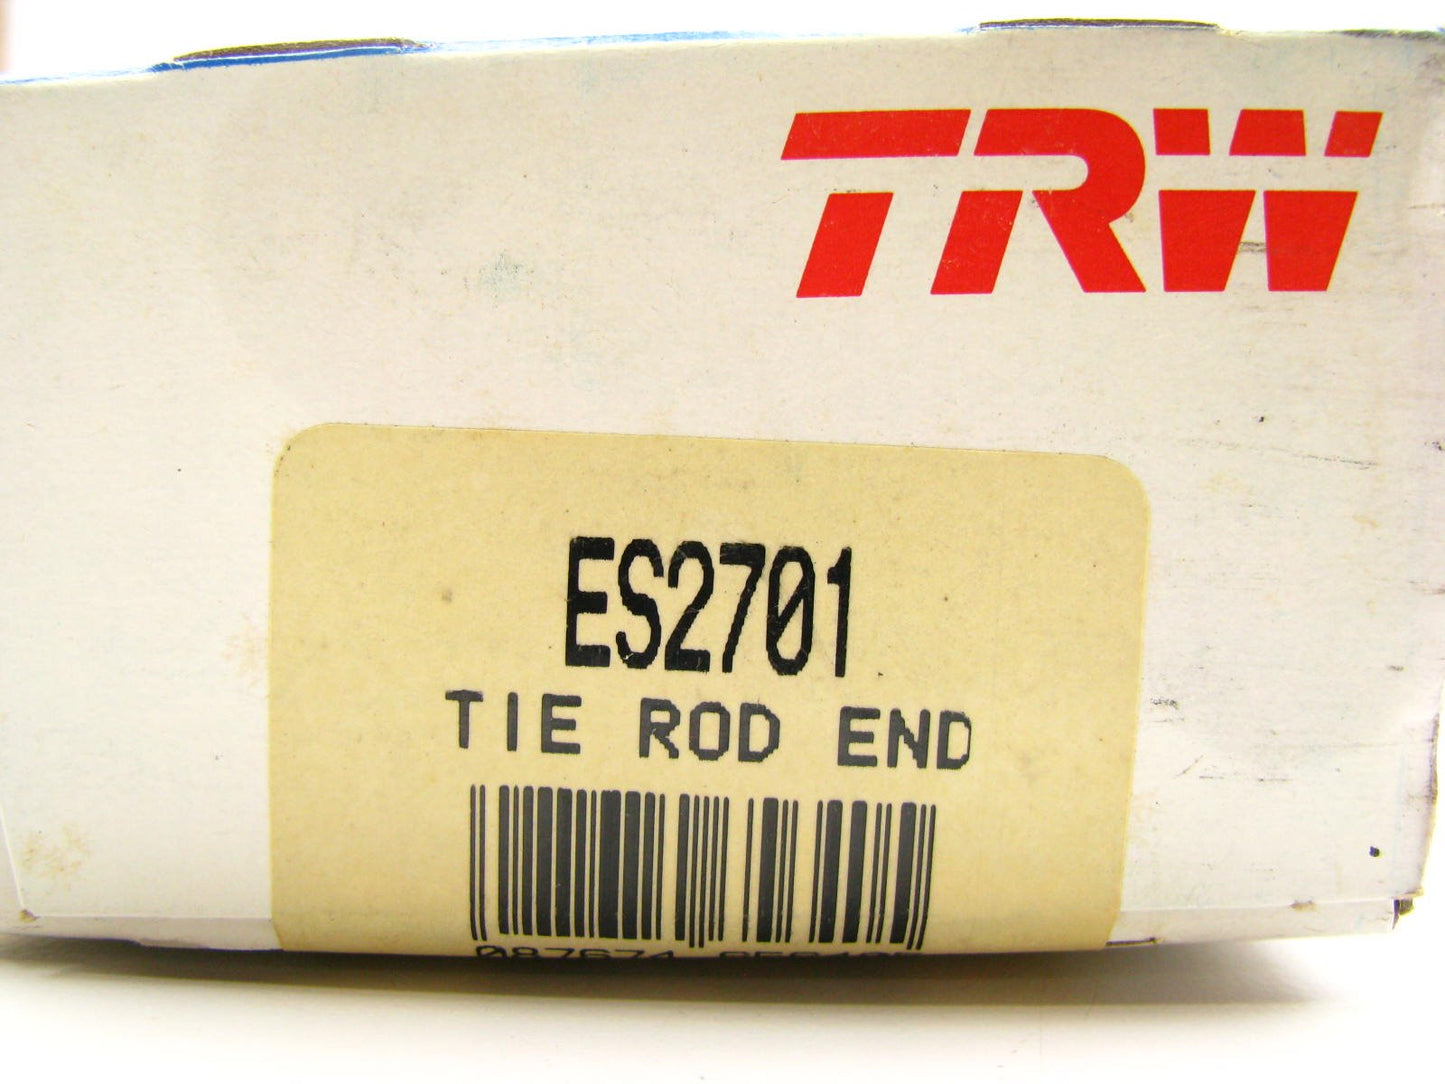 TRW
ES2701
TIE ROD END